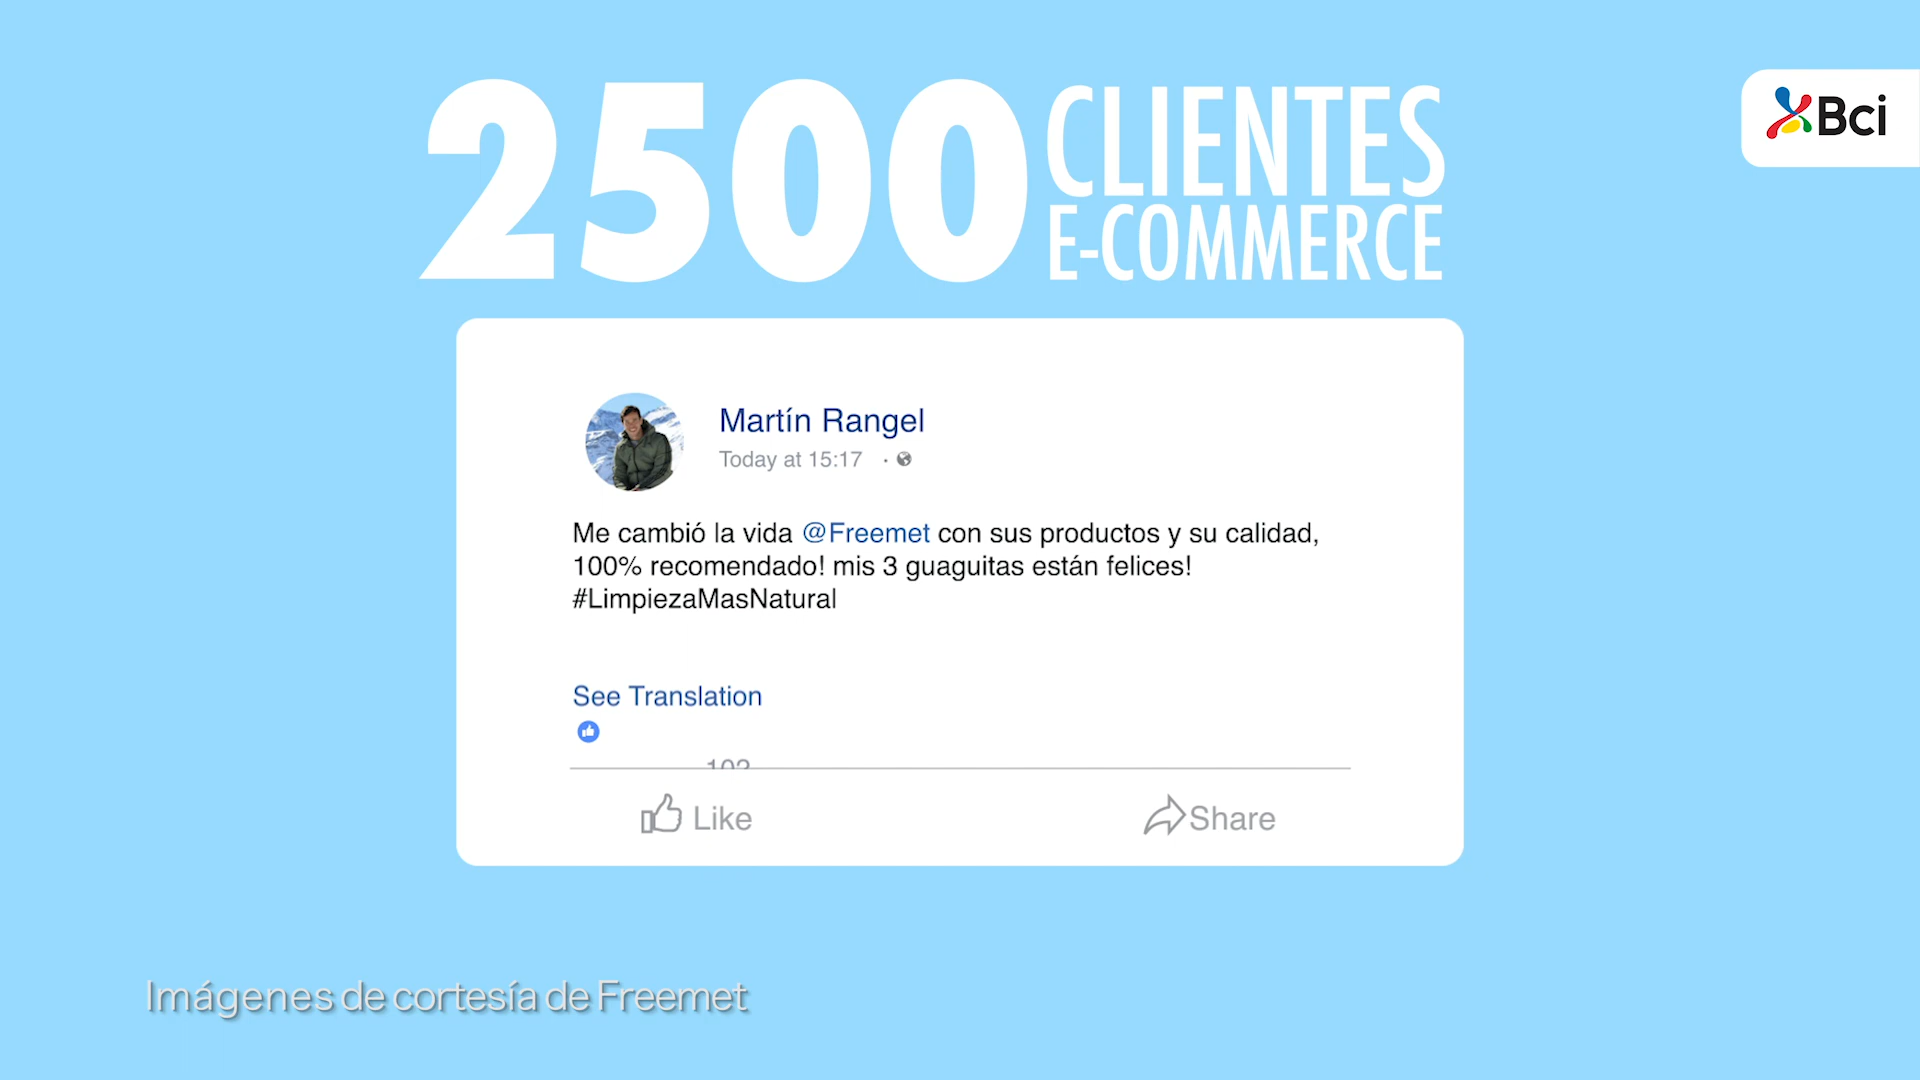 2500 CLIENTES
E-COMMERCE
Bci
Martín Rangel
Today at 15:17 ·
Me cambió la vida @Freemet con sus productos y su calidad,
100% recomendado! mis 3 guaguitas están felices!
#LimpiezaMasNatural
See Translation
Like
Share
Imágenes de cortesía de Freemet